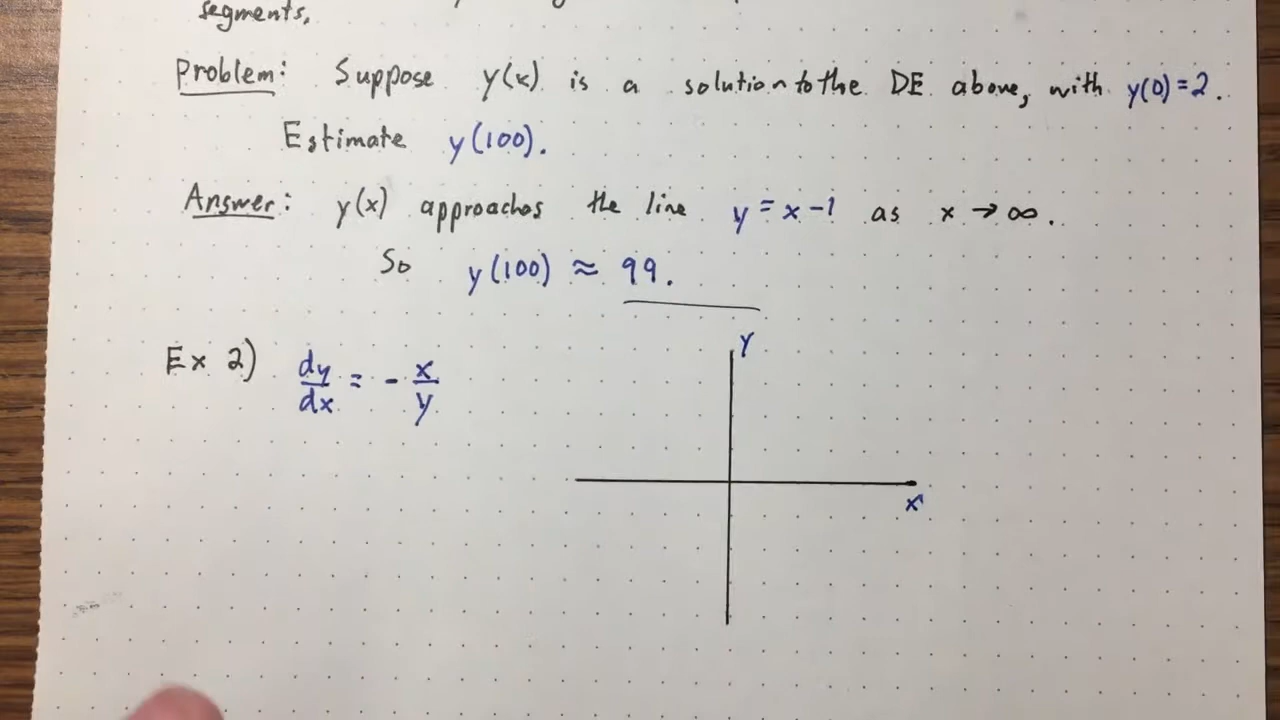 segments.
Problem: Suppose y(x) is a solution to the DE above, with y(0)=2.
Estimate y(100).
Answer: y(x) approaches the line y = x -1 as x → ∞.
So y(100) ≈ 99.
Ex 2) dy/dx = - x/y
y
x